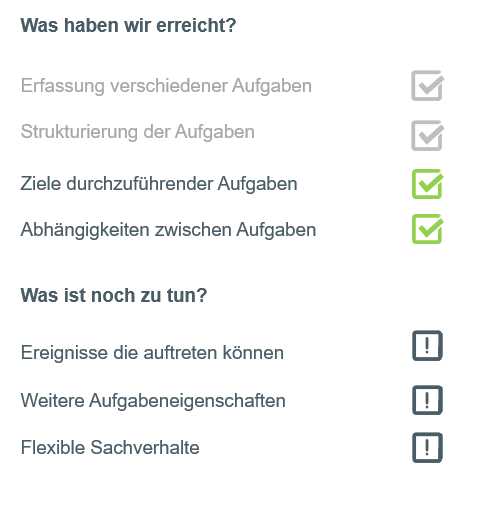 Was haben wir erreicht?
Erfassung verschiedener Aufgaben
Strukturierung der Aufgaben
Ziele durchzuführender Aufgaben
Abhängigkeiten zwischen Aufgaben
Was ist noch zu tun?
Ereignisse die auftreten können
Weitere Aufgabeneigenschaften
Flexible Sachverhalte